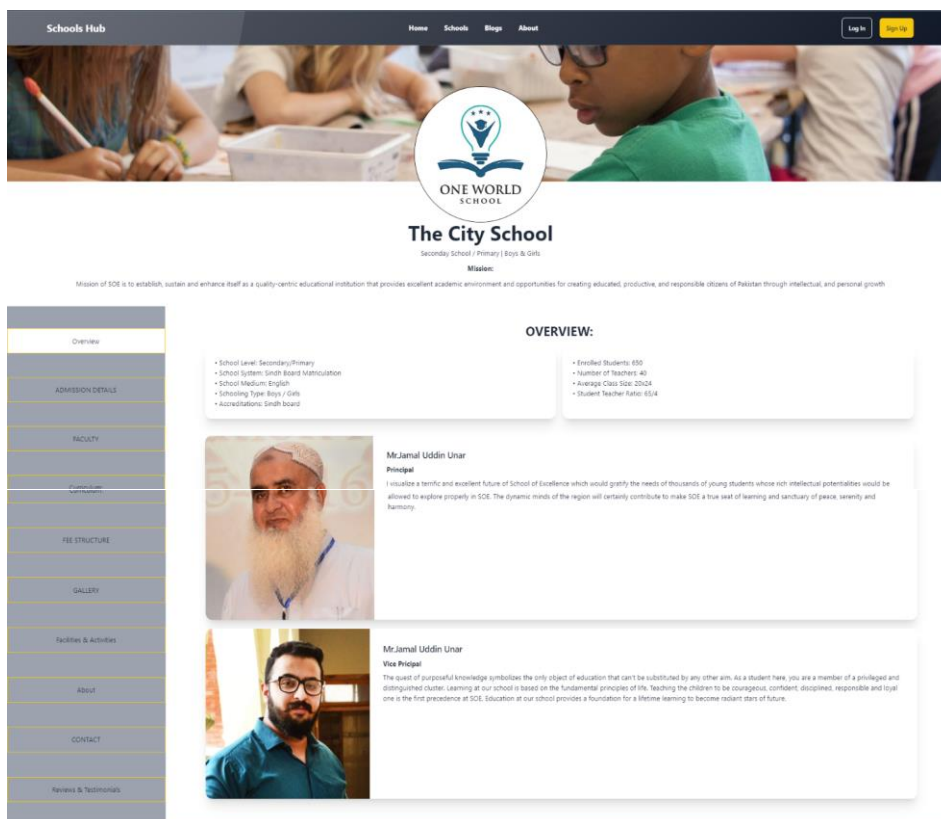 Schools Hub
Home Schools Blogs About
Log In Sign Up
ONE WORLD
SCHOOL
The City School
Seconday School / Primary | Boys & Girls
Mission:
Mission of SOE is to establish, sustain and enhance itself as a quality-centric educational institution that provides excellent academic environment and opportunities for creating educated, productive, and responsible citizens of Pakistan through intellectual, and personal growth
Overview
ADMISSION DETAILS
FACULTY
Curriculum
FEE STRUCTURE
GALLERY
Facilities & Activities
About
CONTACT
Reviews & Testimonials
OVERVIEW:
• School Level: Secondary/Primary
• School System: Sindh Board Matriculation
• School Medium: English
• Schooling Type: Boys / Girls
• Accreditations: Sindh board
• Enrolled Students: 650
• Number of Teachers: 40
• Average Class Size: 20x24
• Student Teacher Ratio: 65/4
Mr.Jamal Uddin Unar
Principal
I visualize a terrific and excellent future of School of Excellence which would gratify the needs of thousands of young students whose rich intellectual potentialities would be
allowed to explore properly in SOE. The dynamic minds of the region will certainly contribute to make SOE a true seat of learning and sanctuary of peace, serenity and
harmony.
Mr.Jamal Uddin Unar
Vice Pricipal
The quest of purposeful knowledge symbolizes the only object of education that can't be substituted by any other aim. As a student here, you are a member of a privileged and
distinguished cluster. Learning at our school is based on the fundamental principles of life. Teaching the children to be courageous, confident, disciplined, responsible and loyal
one is the first precedence at SOE. Education at our school provides a foundation for a lifetime learning to become radiant stars of future.